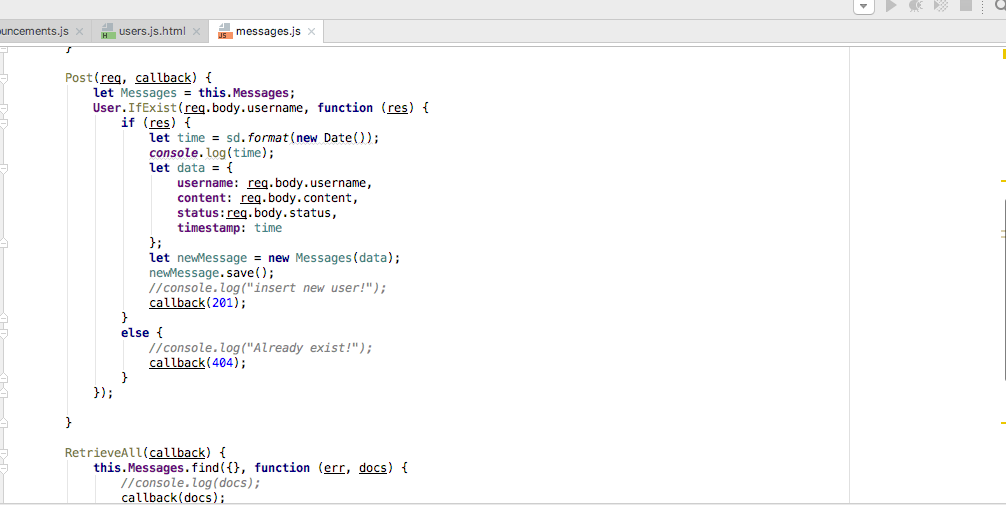 uncements.js
users.js.html
messages.js
}
Post(req, callback) {
let Messages = this.Messages;
User.IfExist(req.body.username, function (res) {
if (res) {
let time = sd.format(new Date());
console.log(time);
let data = {
username: req.body.username,
content: req.body.content,
status:req.body.status,
timestamp: time
};
let newMessage = new Messages(data);
newMessage.save();
//console.log("insert new user!");
callback(201);
}
else {
//console.log("Already exist!");
callback(404);
}
});
}
RetrieveAll(callback) {
this.Messages.find({}, function (err, docs) {
//console.log(docs);
callback(docs);